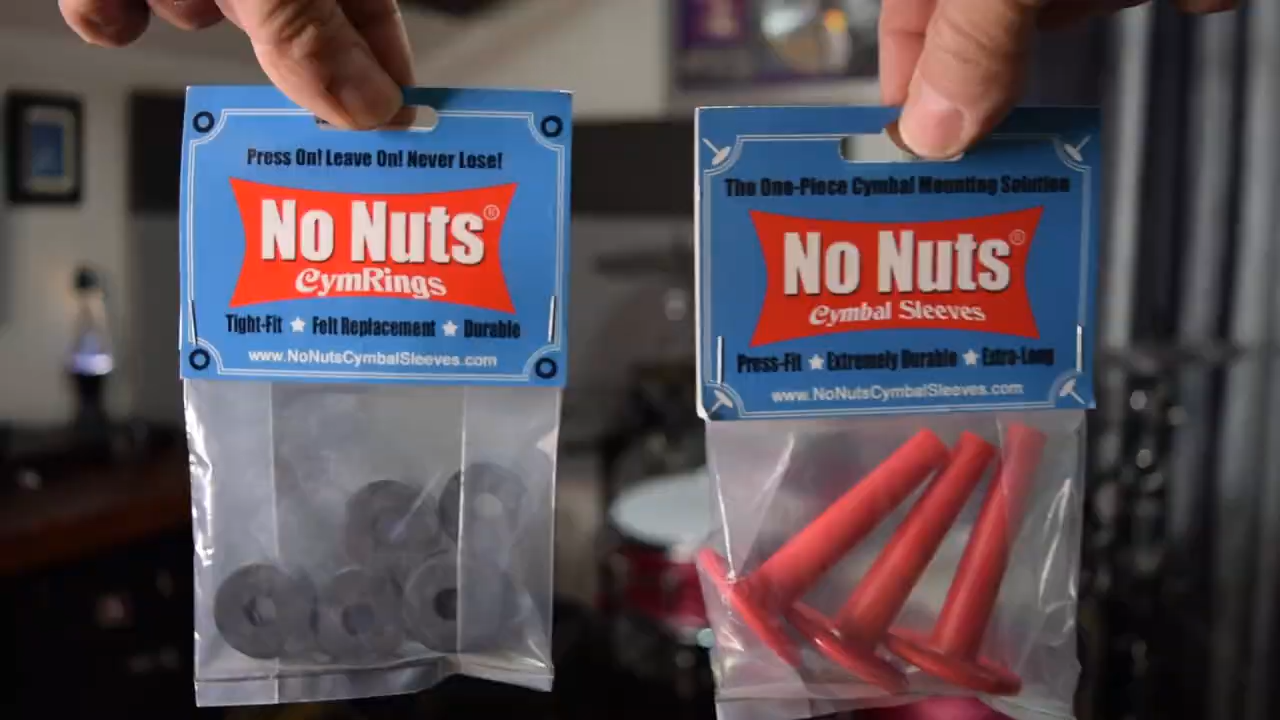 Press On! Leave On! Never Lose!
No Nuts®
CymRings
Tight-Fit ★ Felt Replacement ★ Durable
www.NoNutsCymbalSleeves.com
The One-Piece Cymbal Mounting Solution
No Nuts®
Cymbal Sleeves
Press-Fit ★ Extremely Durable ★ Extra-Long
www.NoNutsCymbalSleeves.com